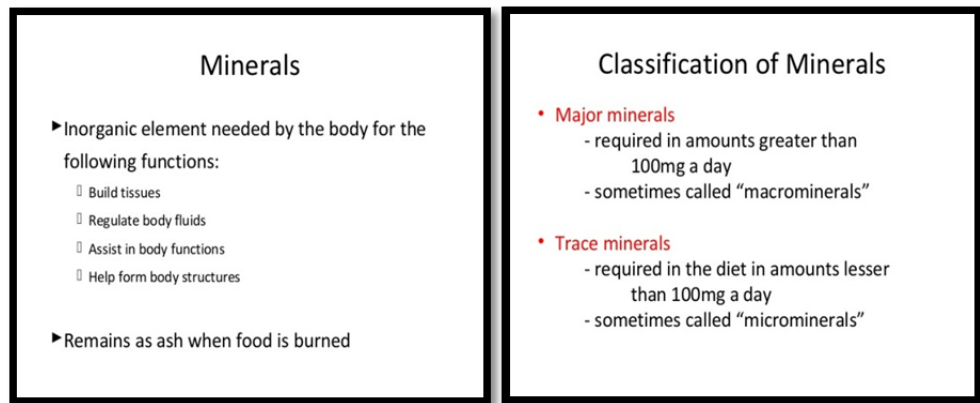 Minerals
▶Inorganic element needed by the body for the
following functions:
▯ Build tissues
▯ Regulate body fluids
▯ Assist in body functions
▯ Help form body structures
▶Remains as ash when food is burned
Classification of Minerals
• Major minerals
- required in amounts greater than
100mg a day
- sometimes called “macrominerals”
• Trace minerals
- required in the diet in amounts lesser
than 100mg a day
- sometimes called “microminerals”